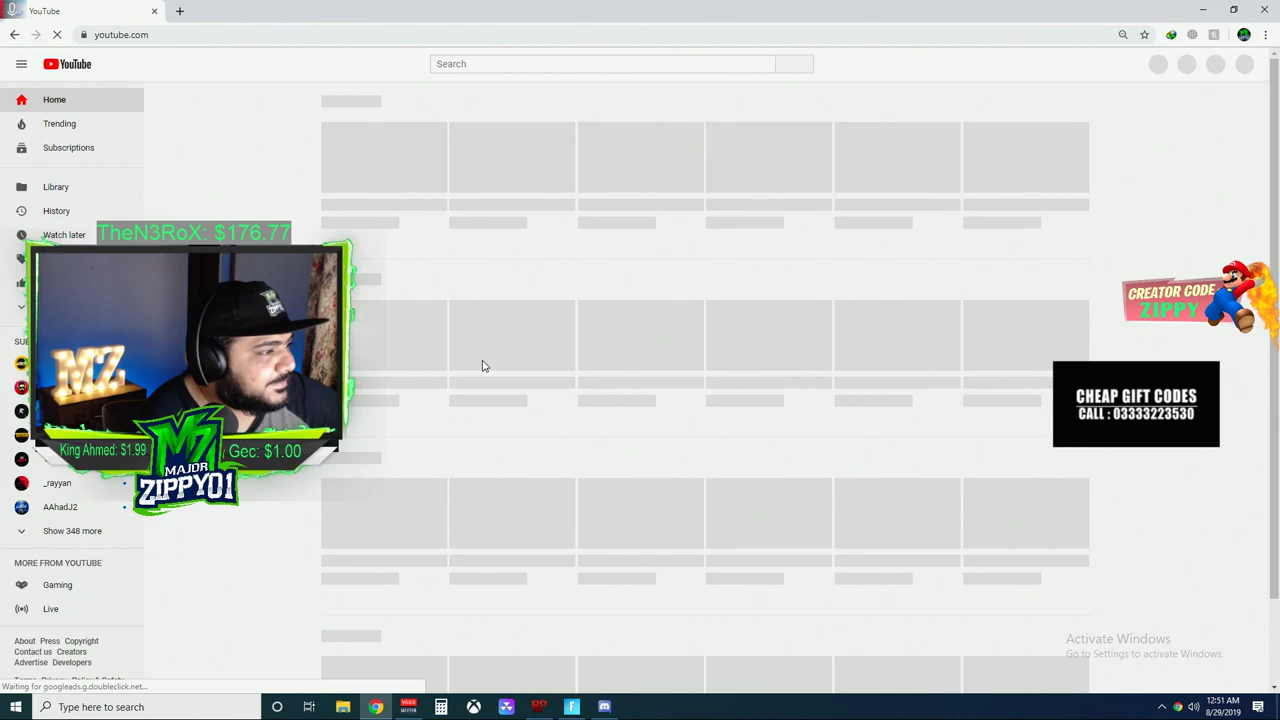 YouTube
youtube.com
YouTube
Search
Home
Trending
Subscriptions
Library
History
Watch later
TheN3RoX: $176.77
MZ
King Ahmed: $1.99
Gec: $1.00
MAJOR
ZIPPY01
_rayyan
AAhadJ2
Show 348 more
MORE FROM YOUTUBE
Gaming
Live
About Press Copyright
Contact us Creators
Advertise Developers
CREATOR CODE
ZIPPY
CHEAP GIFT CODES
CALL : 03333223530
Activate Windows
Go to Settings to activate Windows.
Waiting for googleads.g.doubleclick.net...
Type here to search
12:51 AM
8/29/2019